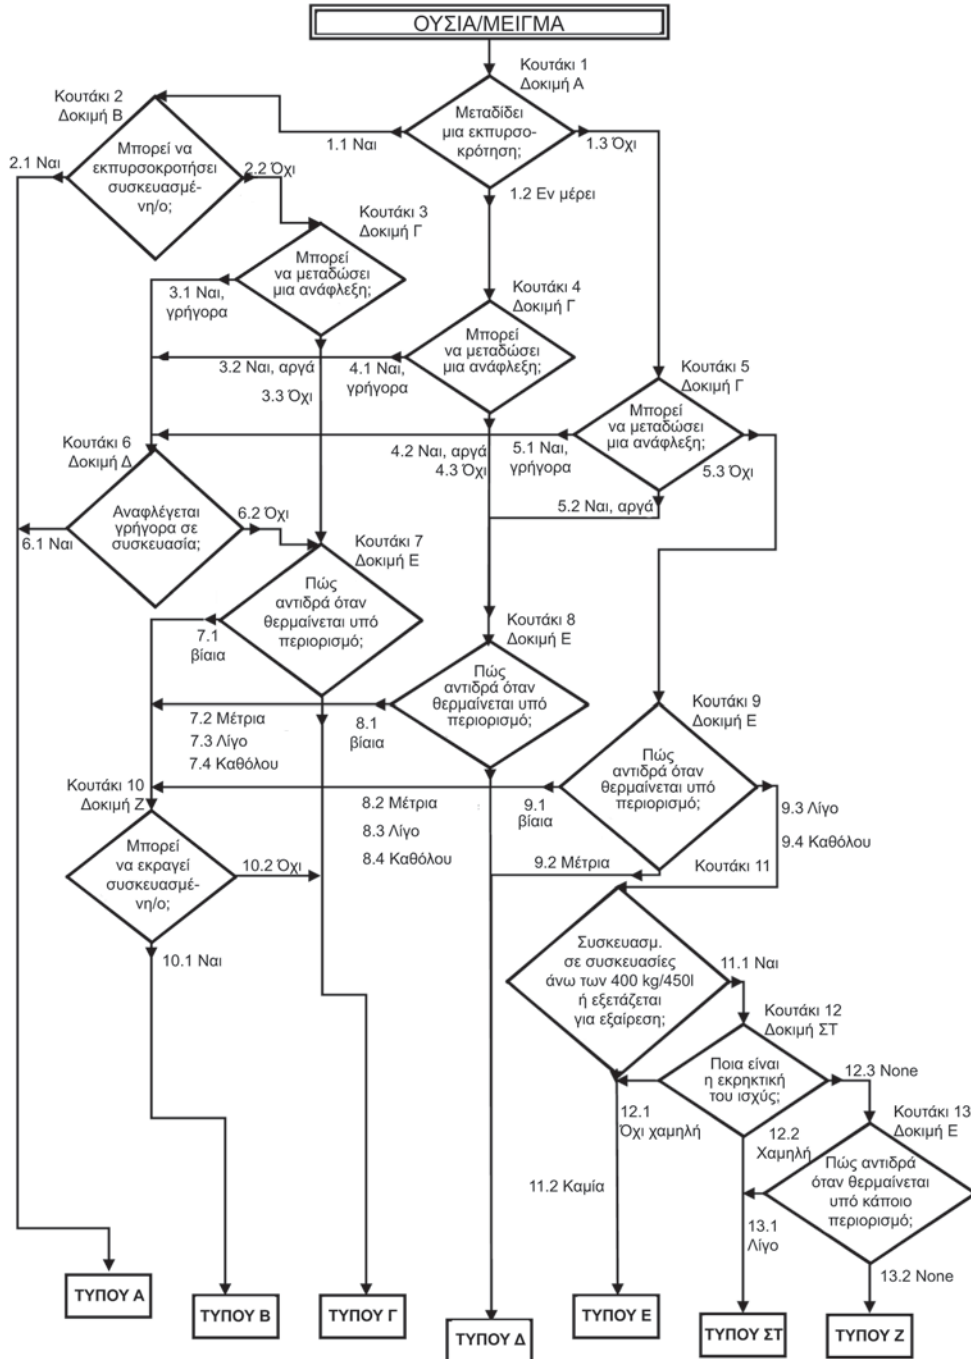 ΟΥΣΙΑ/ΜΕΙΓΜΑ
Κουτάκι 1
Δοκιμή Α
Μεταδίδει
μια εκπυρσο-
κρότηση;
1.1 Ναι
1.3 Όχι
1.2 Εν μέρει
Κουτάκι 2
Δοκιμή Β
Μπορεί να
εκπυρσοκροτήσει
συσκευασμέ-
νη/ο;
2.1 Ναι
2.2 Όχι
Κουτάκι 3
Δοκιμή Γ
Μπορεί
να μεταδώσει
μια ανάφλεξη;
3.1 Ναι,
γρήγορα
3.2 Ναι, αργά
3.3 Όχι
Κουτάκι 4
Δοκιμή Γ
Μπορεί
να μεταδώσει
μια ανάφλεξη;
4.1 Ναι,
γρήγορα
4.2 Ναι, αργά
4.3 Όχι
Κουτάκι 5
Δοκιμή Γ
Μπορεί
να μεταδώσει
μια ανάφλεξη;
5.1 Ναι,
γρήγορα
5.3 Όχι
5.2 Ναι, αργά
Κουτάκι 6
Δοκιμή Δ
Αναφλέγεται
γρήγορα σε
συσκευασία;
6.1 Ναι
6.2 Όχι
Κουτάκι 7
Δοκιμή Ε
Πώς
αντιδρά όταν
θερμαίνεται υπό
περιορισμό;
7.1
βίαια
7.2 Μέτρια
7.3 Λίγο
7.4 Καθόλου
Κουτάκι 8
Δοκιμή Ε
Πώς
αντιδρά όταν
θερμαίνεται υπό
περιορισμό;
8.1
βίαια
8.2 Μέτρια
8.3 Λίγο
8.4 Καθόλου
Κουτάκι 9
Δοκιμή Ε
Πώς
αντιδρά όταν
θερμαίνεται υπό
περιορισμό;
9.1
βίαια
9.2 Μέτρια
9.3 Λίγο
9.4 Καθόλου
Κουτάκι 10
Δοκιμή Ζ
Μπορεί
να εκραγεί
συσκευασμέ-
νη/ο;
10.2 Όχι
10.1 Ναι
Κουτάκι 11
Συσκευασμ.
σε συσκευασίες
άνω των 400 kg/450l
ή εξετάζεται
για εξαίρεση;
11.1 Ναι
11.2 Καμία
Κουτάκι 12
Δοκιμή ΣΤ
Ποια είναι
η εκρηκτική
του ισχύς;
12.1
Όχι χαμηλή
12.2
Χαμηλή
12.3 None
Κουτάκι 13
Δοκιμή Ε
Πώς αντιδρά
όταν θερμαίνεται
υπό κάποιο
περιορισμό;
13.1
Λίγο
13.2 None
ΤΥΠΟΥ Α
ΤΥΠΟΥ Β
ΤΥΠΟΥ Γ
ΤΥΠΟΥ Δ
ΤΥΠΟΥ Ε
ΤΥΠΟΥ ΣΤ
ΤΥΠΟΥ Ζ